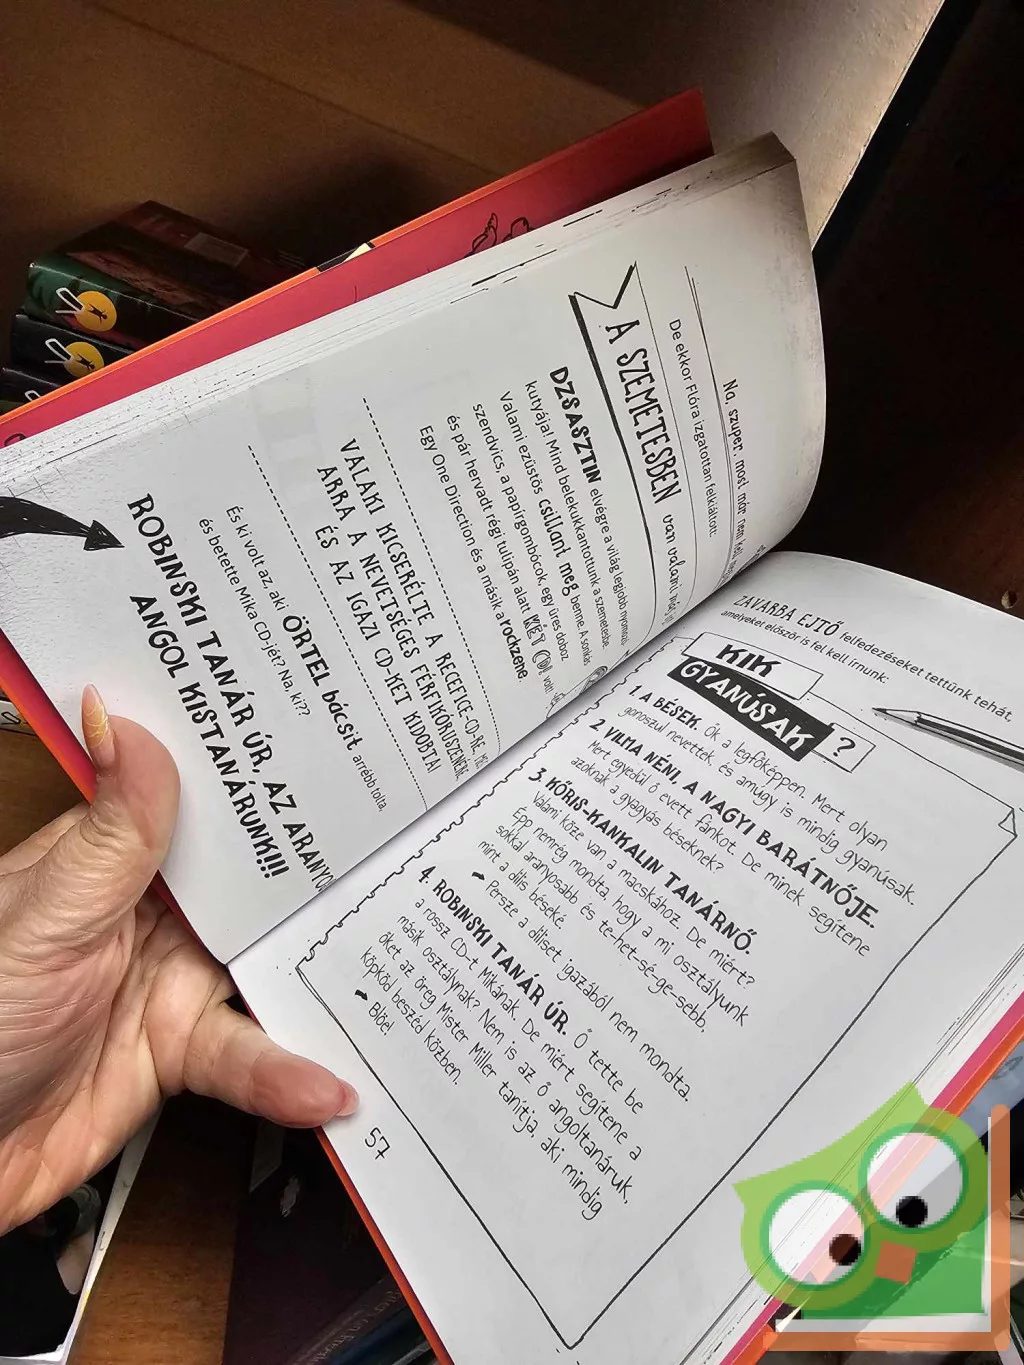 Na, szuper, most már nem kell
De ekkor Flóra izgatottan felkiáltott:
A SZEMETESBEN van valami,
DZSASZTIN elvégre a világ legjobb nyomozó
kutyája! Mind belekukkantottunk a szemetesbe.
Valami ezüstös csillant meg benne. A sonkás
szendvics, a papírgombócok, egy üres doboz
és pár hervadt régi tulipán alatt KÉT CD! volt
Egy One Direction és a másik a rockzene.
VALAKI KICSERÉLTE A RECEFICE-CD-RE,
ARRA A NEVETSÉGES FÉRFIKÓRUSZENÉRE
ÉS AZ IGAZI CD-KET KIDOBTA!
És ki volt az, aki ÖRTEL bácsit arrébb tolta,
és betette Mika CD-jét? Na, ki??
ROBINSKI TANÁR ÚR, AZ ARANYOS
ANGOL KISTANÁRUNK!!!
ZAVARBA EJTŐ felfedezéseket tettünk tehát,
amelyeket először is fel kell írnunk:
KIK
GYANÚSAK
?
1. A BÉSEK. Ők a legfőképpen. Mert olyan
gonoszul nevettek, és amúgy is mindig gyanúsak.
2. VILMA NÉNI, A NAGYI BARÁTNŐJE.
Mert egyedül ő evett fánkot. De minek segítene
azoknak a gyagyás béseknek?
3. KŐRIS-KANKALIN TANÁRNŐ.
Valami köze van a macskához. De miért?
Épp nemrég mondta, hogy a mi osztályunk
sokkal aranyosabb és te-het-sé-ge-sebb,
mint a dilis béseké.
Persze a diliset igazából nem mondta.
4. ROBINSKI TANÁR ÚR. Ő tette be
a rossz CD-t Mikának. De miért segítene a
másik osztálynak? Nem is az ő angoltanáruk,
őket az öreg Mister Miller tanítja, aki mindig
köpköd beszéd közben.
Blöe!
57